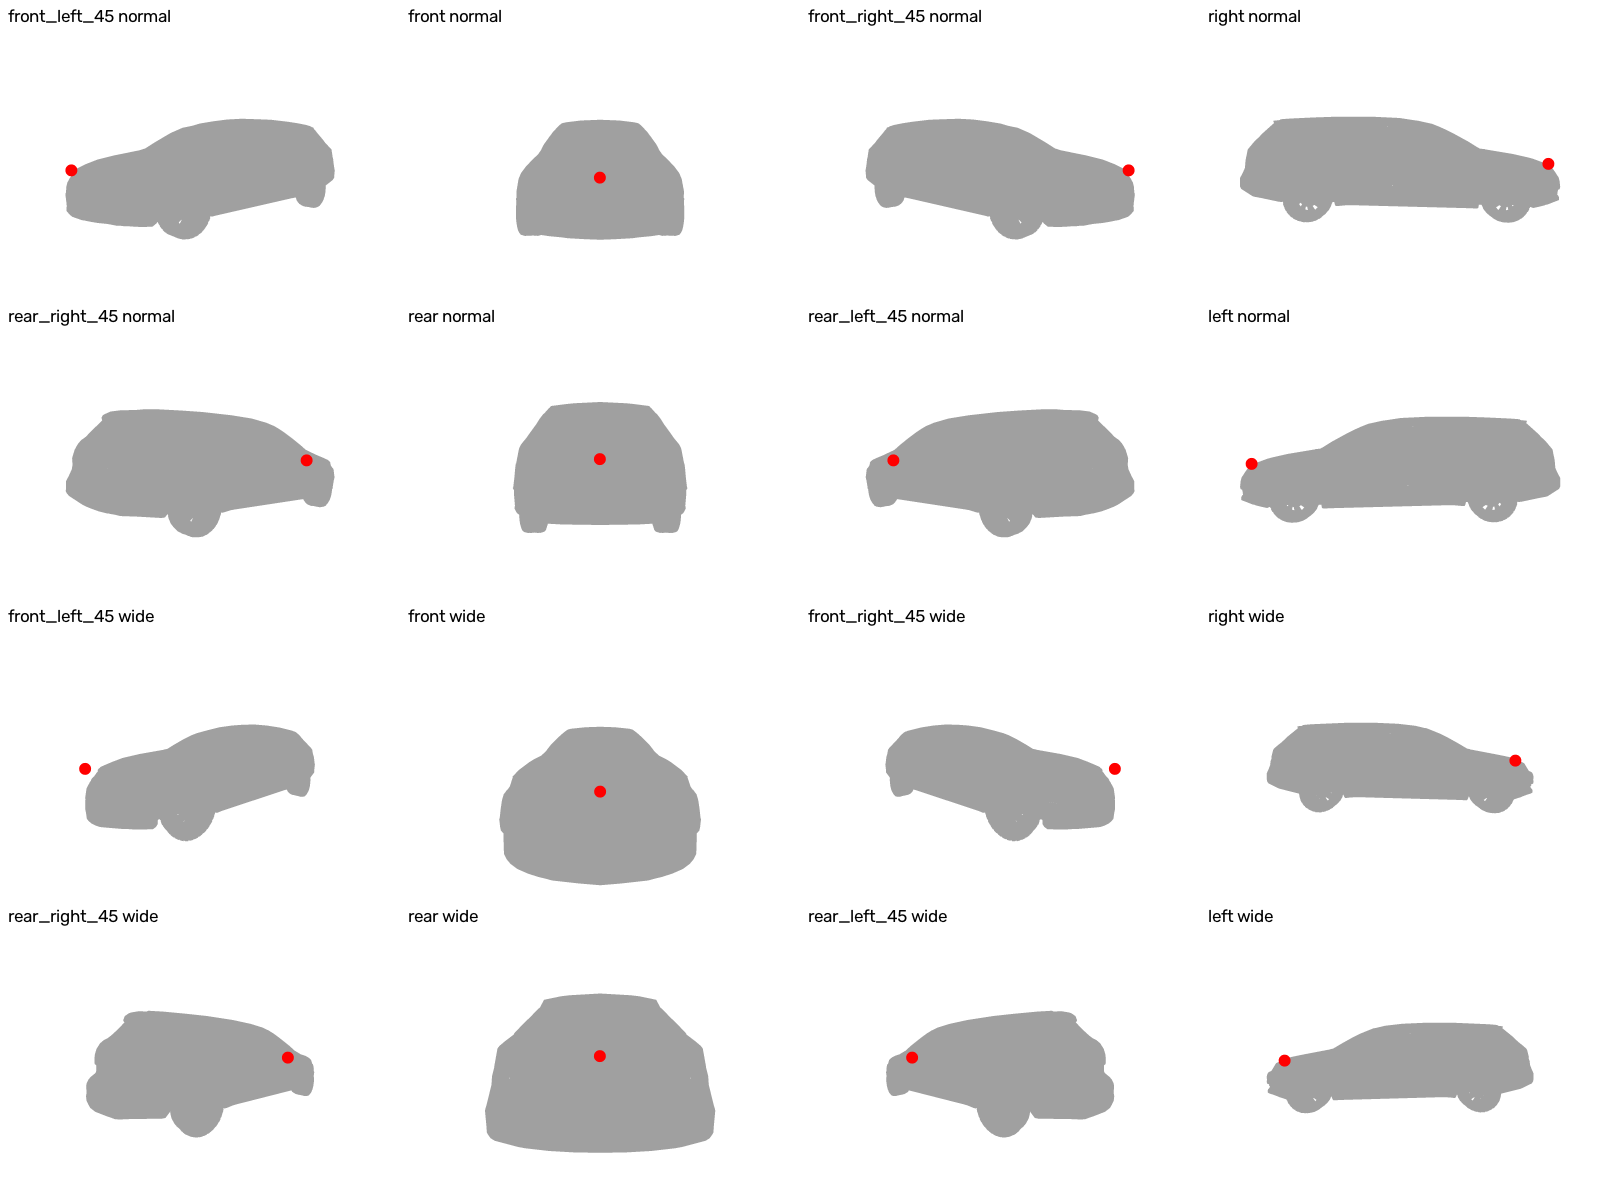 front_left_45 normal
front normal
front_right_45 normal
right normal
rear_right_45 normal
rear normal
rear_left_45 normal
left normal
front_left_45 wide
front wide
front_right_45 wide
right wide
rear_right_45 wide
rear wide
rear_left_45 wide
left wide